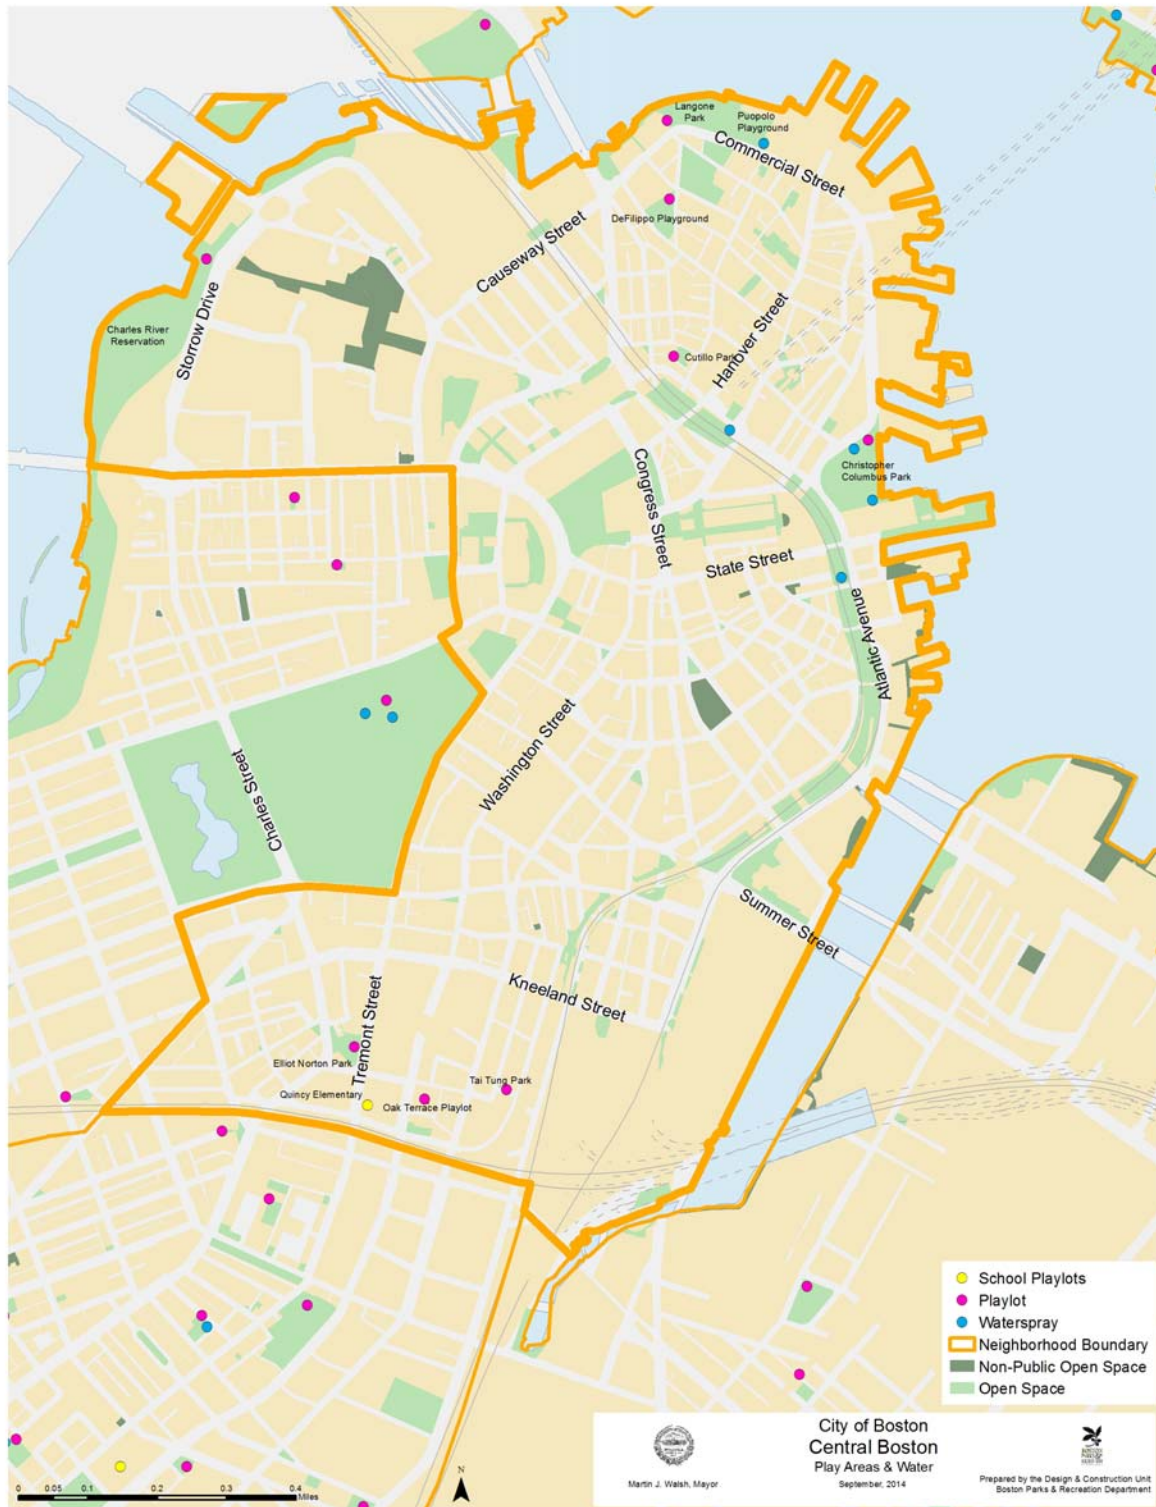 Langone
Park
Puopolo
Playground
Commercial Street
DeFilippo Playground
Causeway Street
Charles River
Reservation
Storrow Drive
Hanover Street
Cutillo Park
Congress Street
Christopher
Columbus Park
State Street
Atlantic Avenue
Washington Street
Charles Street
Summer Street
Kneeland Street
Tremont Street
Elliot Norton Park
Tai Tung Park
Quincy Elementary
Oak Terrace Playlot
School Playlots
Playlot
Waterspray
Neighborhood Boundary
Non-Public Open Space
Open Space
City of Boston
Central Boston
Play Areas & Water
September, 2014
Martin J. Walsh, Mayor
Prepared by the Design & Construction Unit
Boston Parks & Recreation Department
N
0 0.05 0.1 0.2 0.3 0.4
Miles